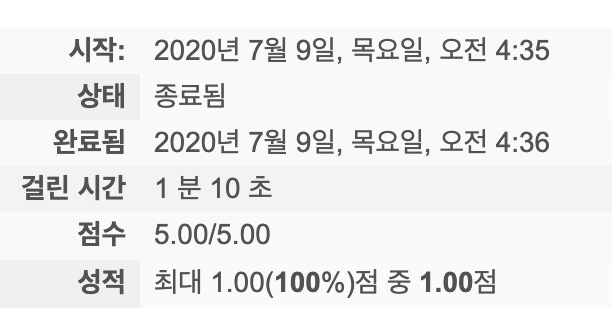 시작: 2020년 7월 9일, 목요일, 오전 4:35
상태 종료됨
완료됨 2020년 7월 9일, 목요일, 오전 4:36
걸린 시간 1 분 10 초
점수 5.00/5.00
성적 최대 1.00(100%)점 중 1.00점